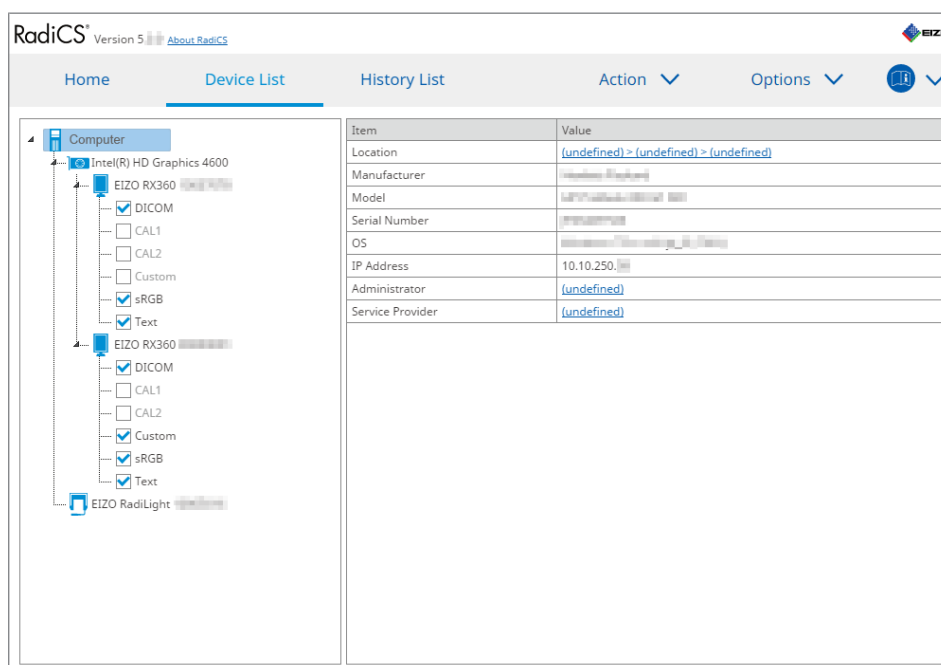 RadiCS® Version 5. About RadiCS EIZ
Home Device List History List Action Options
Computer
Intel(R) HD Graphics 4600
EIZO RX360
DICOM
CAL1
CAL2
Custom
sRGB
Text
EIZO RX360
DICOM
CAL1
CAL2
Custom
sRGB
Text
EIZO RadiLight
Item Value
Location (undefined) > (undefined) > (undefined)
Manufacturer
Model
Serial Number
OS
IP Address 10.10.250.
Administrator (undefined)
Service Provider (undefined)